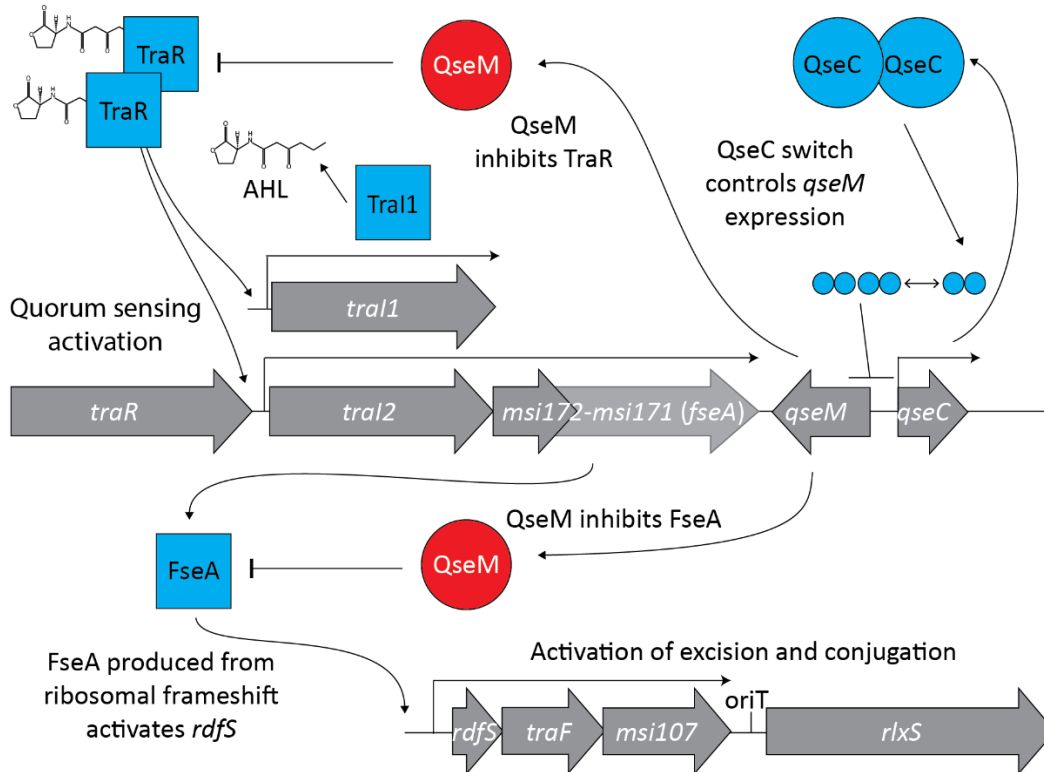 TraR
TraR
QseM
QseC
QseC
O
O
N
H
H
O
O
O
O
N
H
H
O
O
O
O
N
H
H
O
O
AHL
TraI1
QseM
inhibits TraR
QseC switch
controls qseM
expression
Quorum sensing
activation
traI1
traR
traI2
msi172-msi171 (fseA)
qseM
qseC
QseM inhibits FseA
FseA
QseM
FseA produced from
ribosomal frameshift
activates rdfS
Activation of excision and conjugation
oriT
rdfS
traF
msi107
rlxS